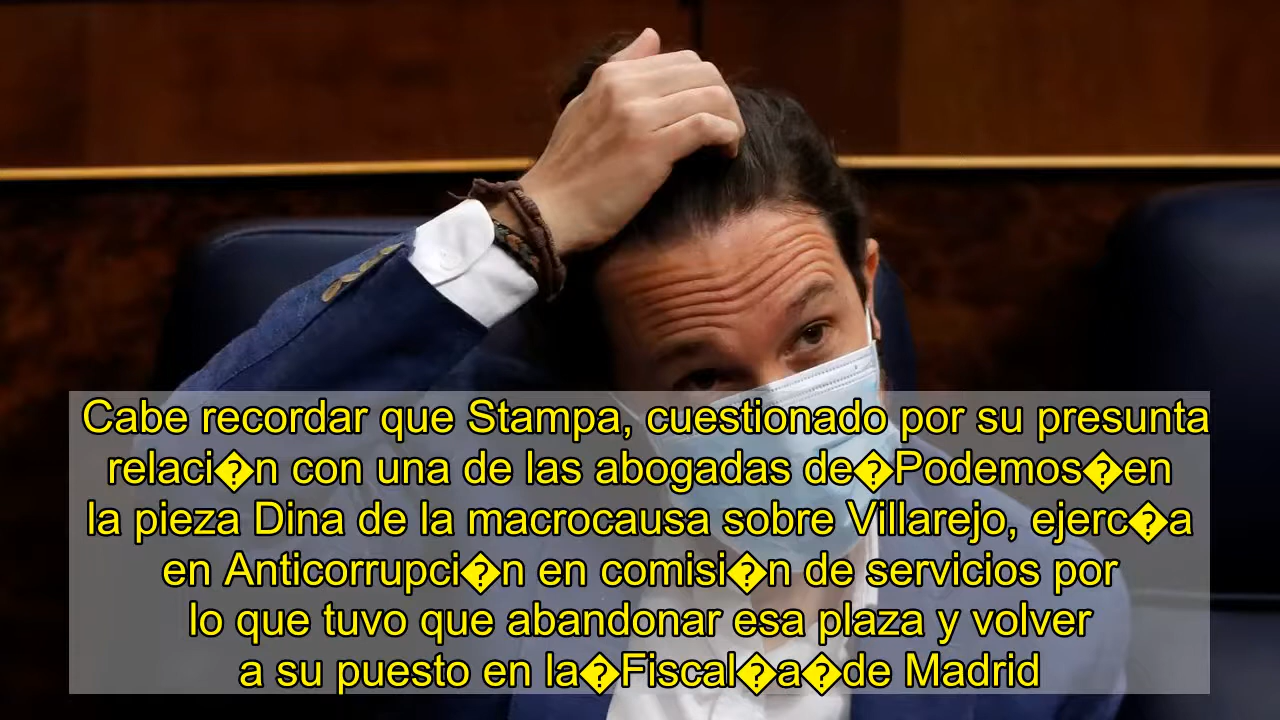 Cabe recordar que Stampa, cuestionado por su presunta
relaci�n con una de las abogadas de�Podemos�en
la pieza Dina de la macrocausa sobre Villarejo, ejerc�a
en Anticorrupci�n en comisi�n de servicios por
lo que tuvo que abandonar esa plaza y volver
a su puesto en la�Fiscal�a�de Madrid